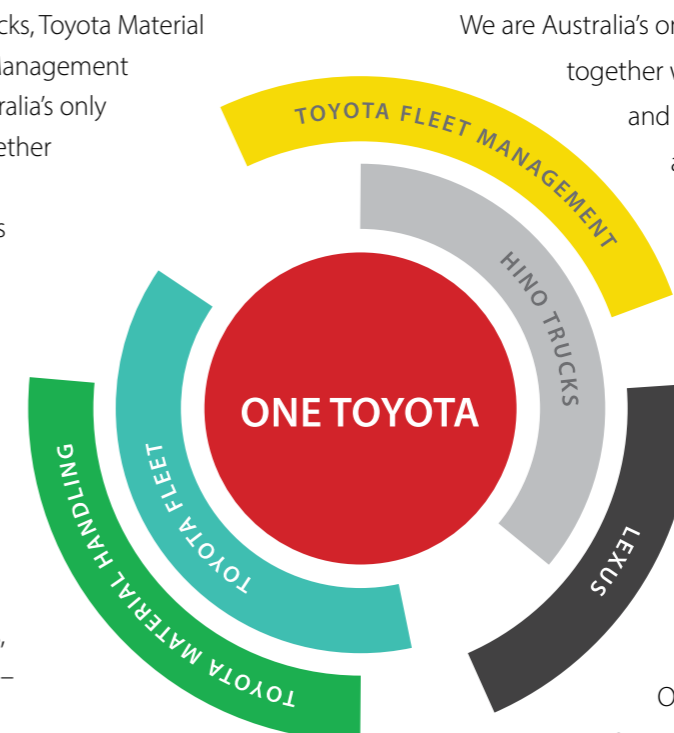 cks, Toyota Material
Management
ralia's only
ether
s
,
–
We are Australia's
together
and
TOYOTA FLEET MANAGEMENT
HINO TRUCKS
ONE TOYOTA
TOYOTA FLEET
TOYOTA MATERIAL HANDLING
LEXUS
O